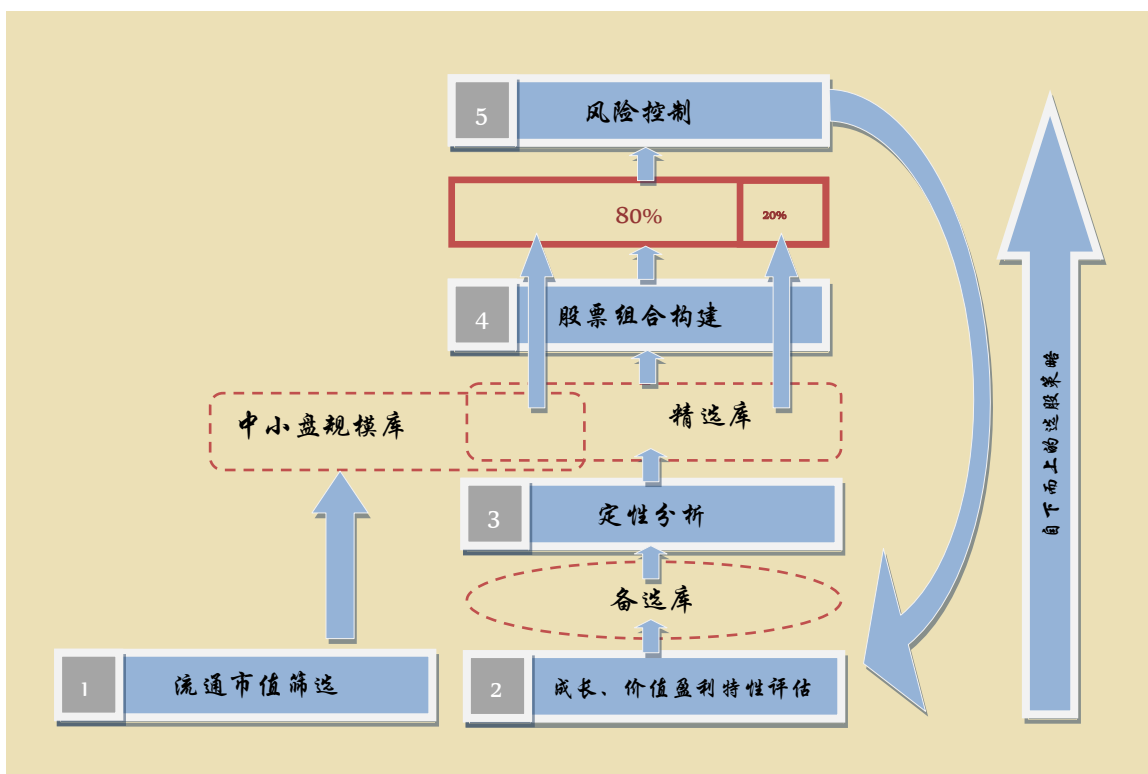 5 风险控制
80% 20%
4 股票组合构建
中小盘规模库 精选库
3 定性分析
备选库
1 流通市值筛选
2 成长、价值盈利特性评估
自下而上的选股策略